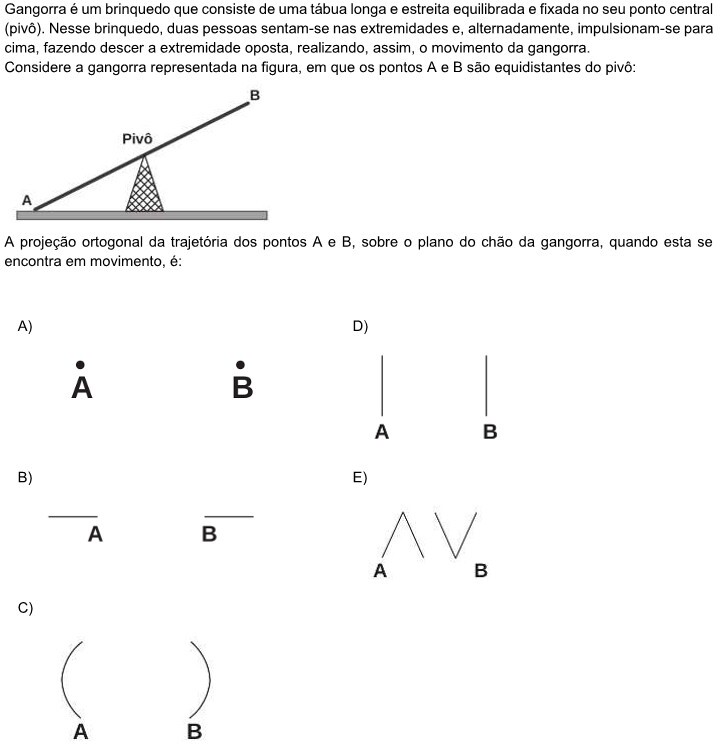 Gangorra é um brinquedo que consiste de uma tábua longa e estreita equilibrada e fixada no seu ponto central
(pivô). Nesse brinquedo, duas pessoas sentam-se nas extremidades e, alternadamente, impulsionam-se para
cima, fazendo descer a extremidade oposta, realizando, assim, o movimento da gangorra.
Considere a gangorra representada na figura, em que os pontos A e B são equidistantes do pivô:
B
Pivô
A
A projeção ortogonal da trajetória dos pontos A e B, sobre o plano do chão da gangorra, quando esta se
encontra em movimento, é:
A)
A B
B)
A B
C)
A B
D)
A B
E)
A B